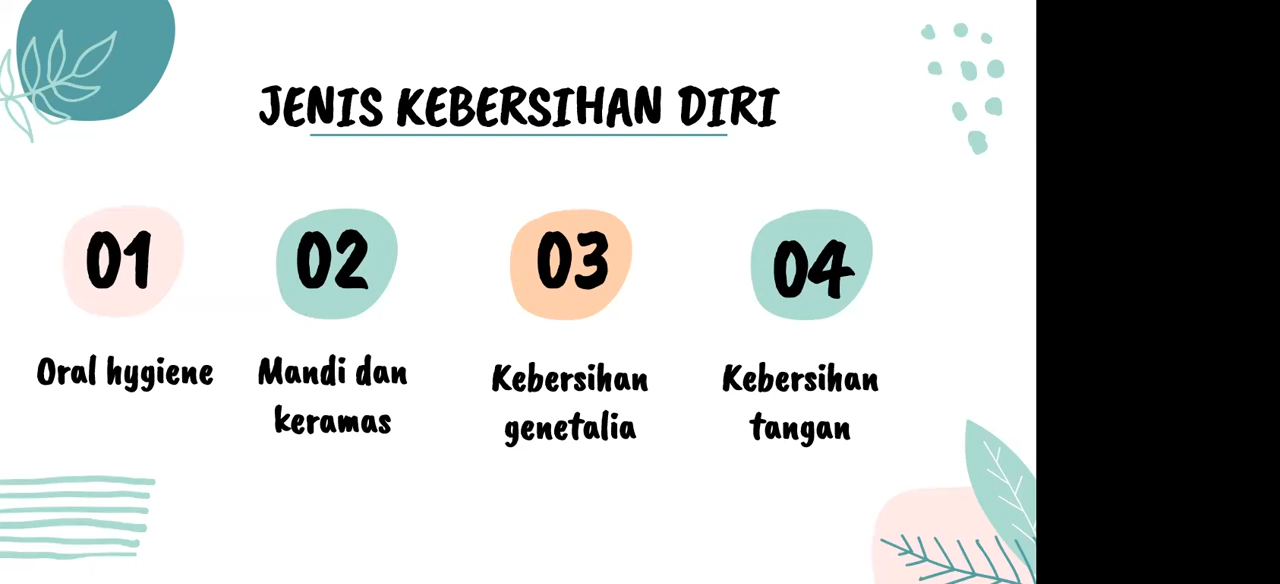 JENIS KEBERSIHAN DIRI
01
Oral hygiene
02
Mandi dan
keramas
03
Kebersihan
genetalia
04
Kebersihan
tangan